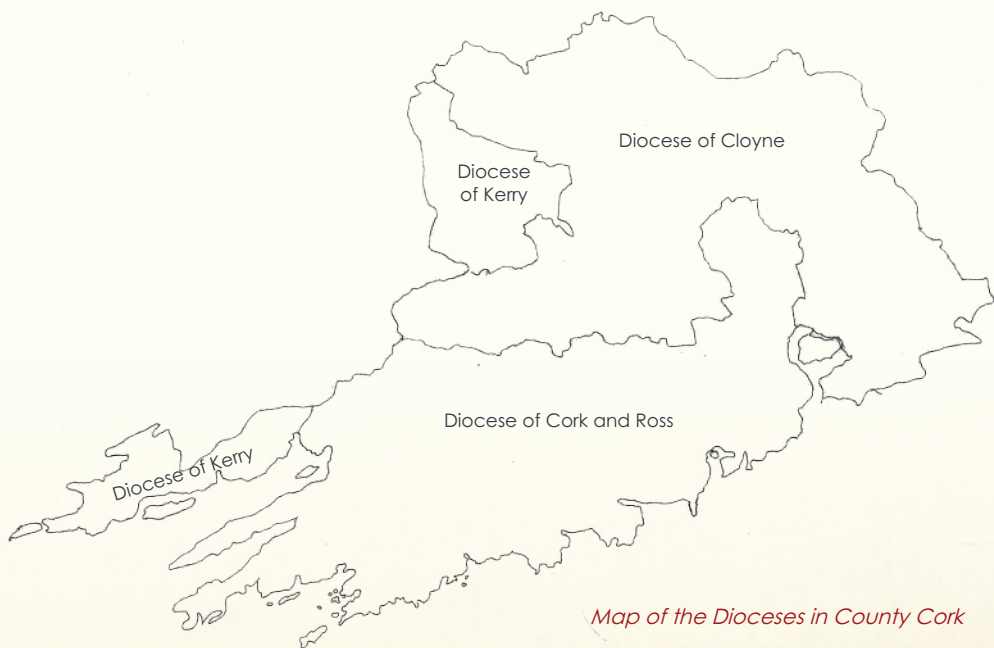 Diocese of Cloyne
Diocese
of Kerry
Diocese of Cork and Ross
Diocese of Kerry
Map of the Dioceses in County Cork